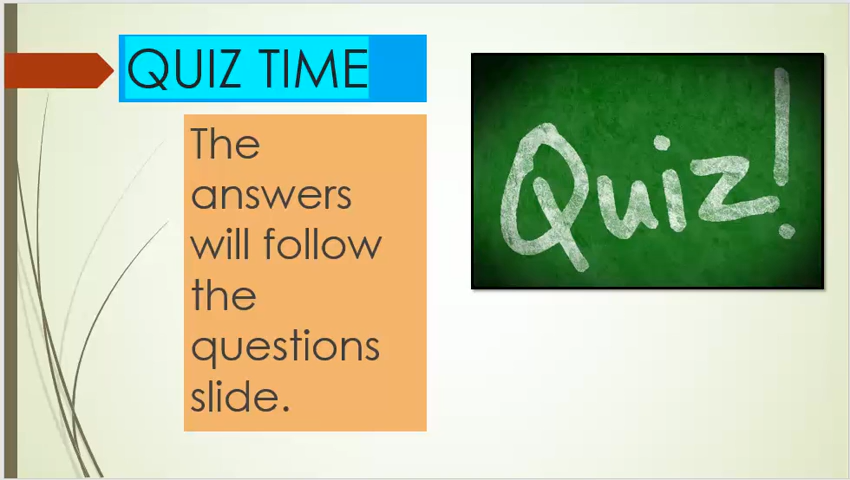 QUIZ TIME
The
answers
will follow
the
questions
slide.
Quiz!